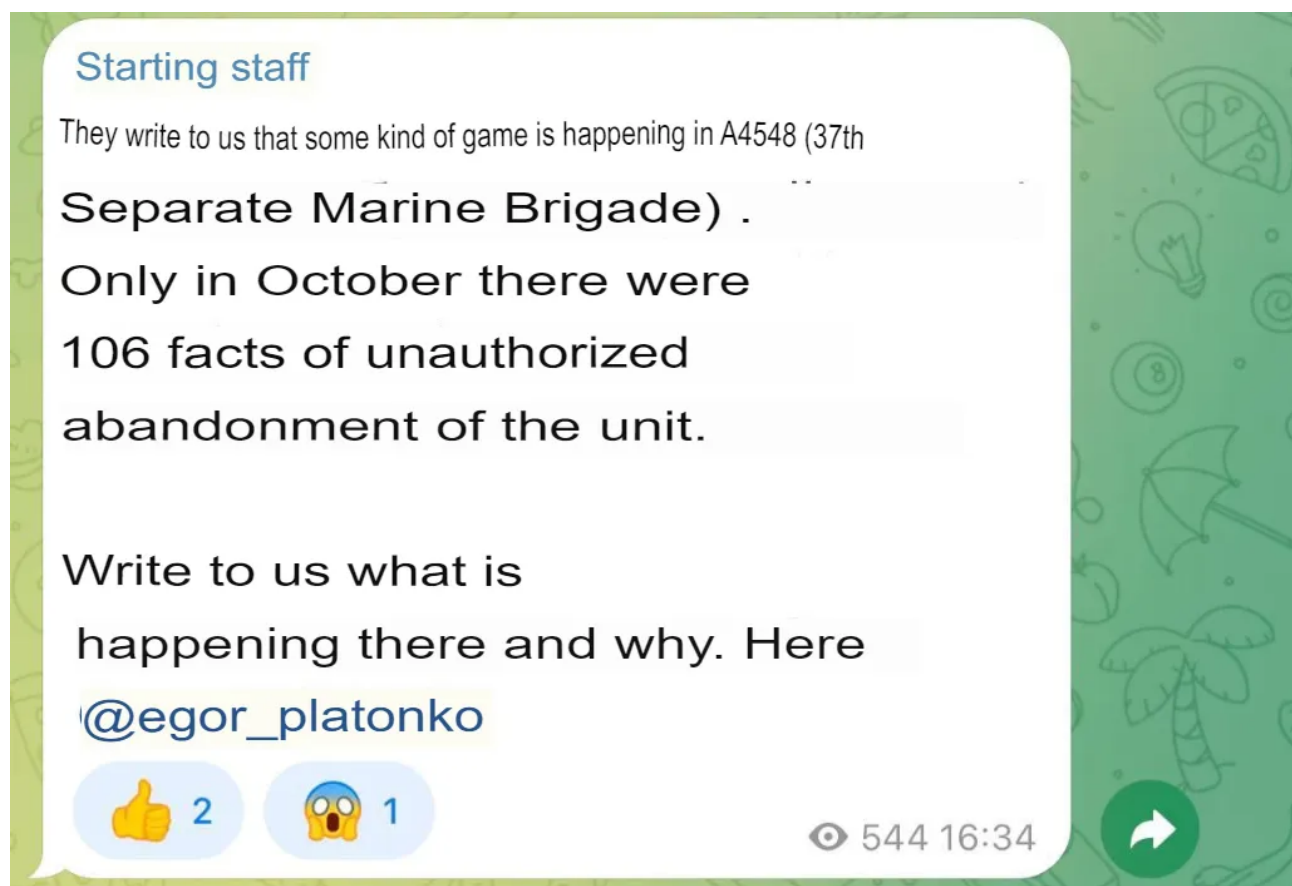 Starting staff
They write to us that some kind of game is happening in A4548 (37th
Separate Marine Brigade) .
Only in October there were
106 facts of unauthorized
abandonment of the unit.
Write to us what is
happening there and why. Here
@egor_platonko
2 1
544 16:34